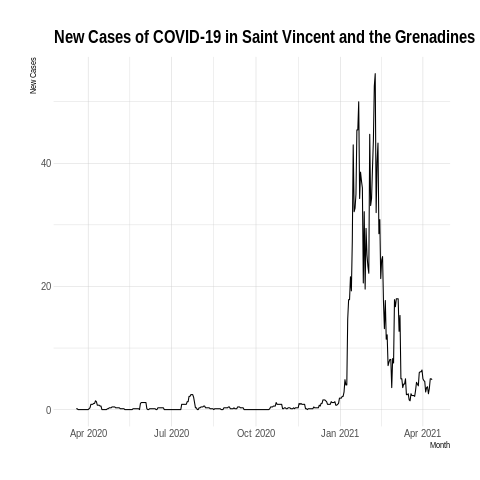 New Cases of COVID-19 in Saint Vincent and the Grenadines
New Cases
40
20
0
Apr 2020 Jul 2020 Oct 2020 Jan 2021 Apr 2021
Month